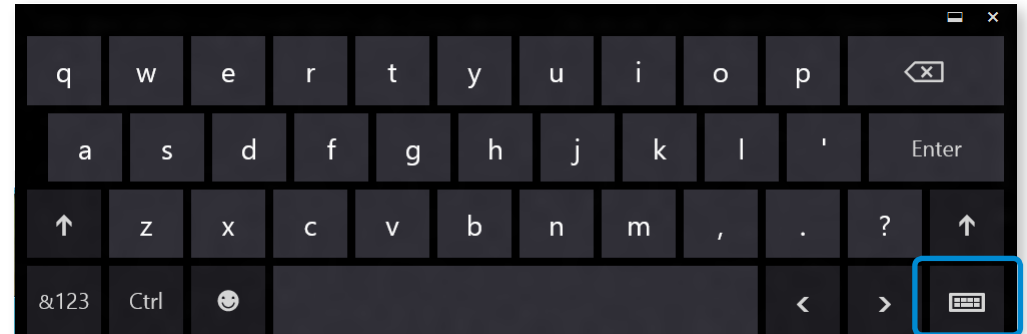 q w e r t y u i o p
a s d f g h j k l ' Enter
z x c v b n m , . ?
&123 Ctrl < >